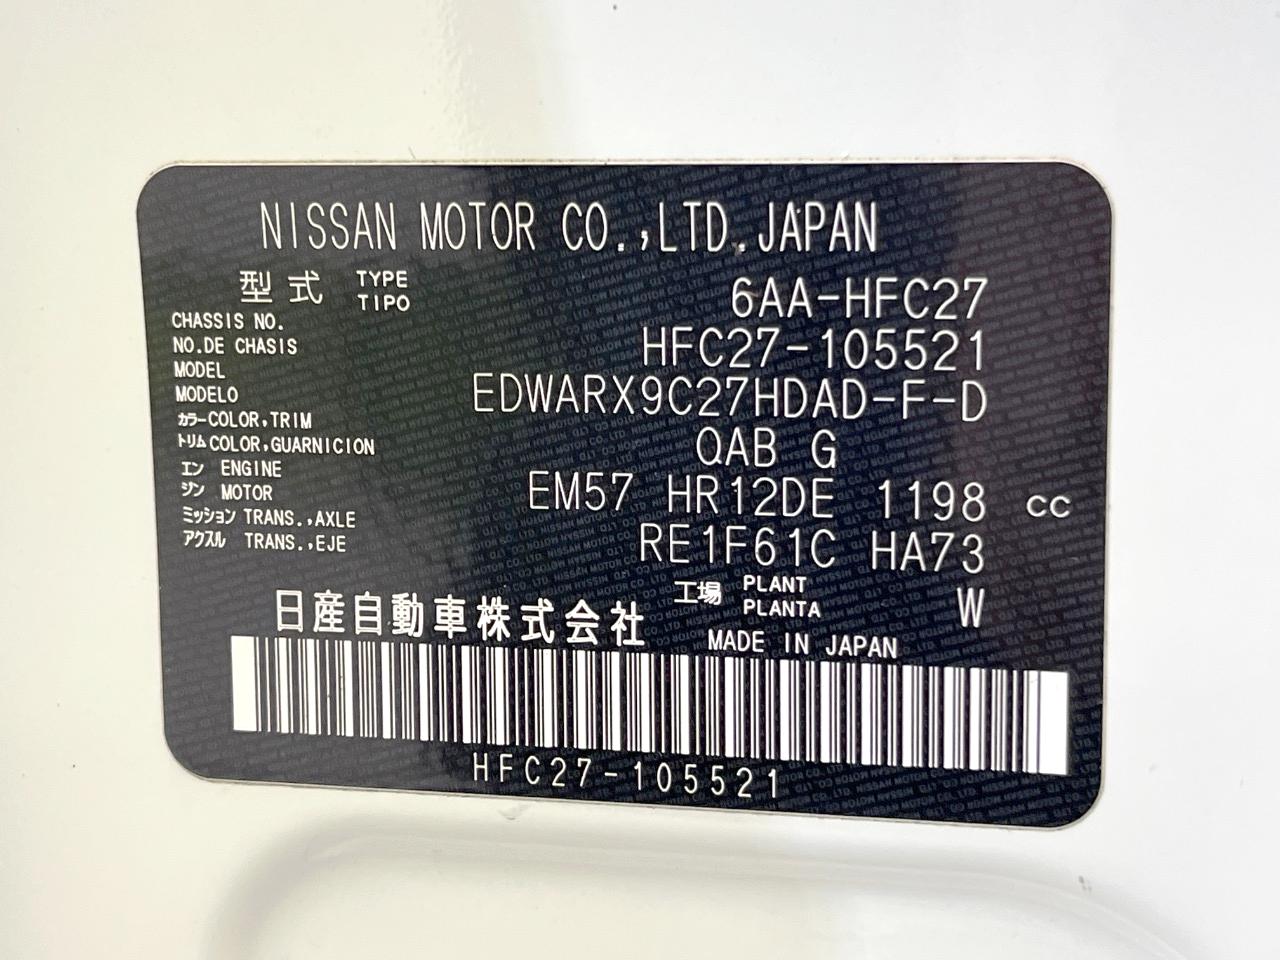 NISSAN MOTOR CO.,LTD.JAPAN
型式 TYPE TIPO 6AA-HFC27
CHASSIS NO.
NO.DE CHASIS HFC27-105521
MODEL
MODELO EDWARX9C27HDAD-F-D
カラー COLOR,TRIM
トリム COLOR,GUARNICION QAB G
エン ENGINE
ジン MOTOR EM57 HR12DE 1198 cc
ミッション TRANS.,AXLE
アクスル TRANS.,EJE RE1F61C HA73
工場 PLANT PLANTA W
日産自動車株式会社 MADE IN JAPAN
HFC27-105521